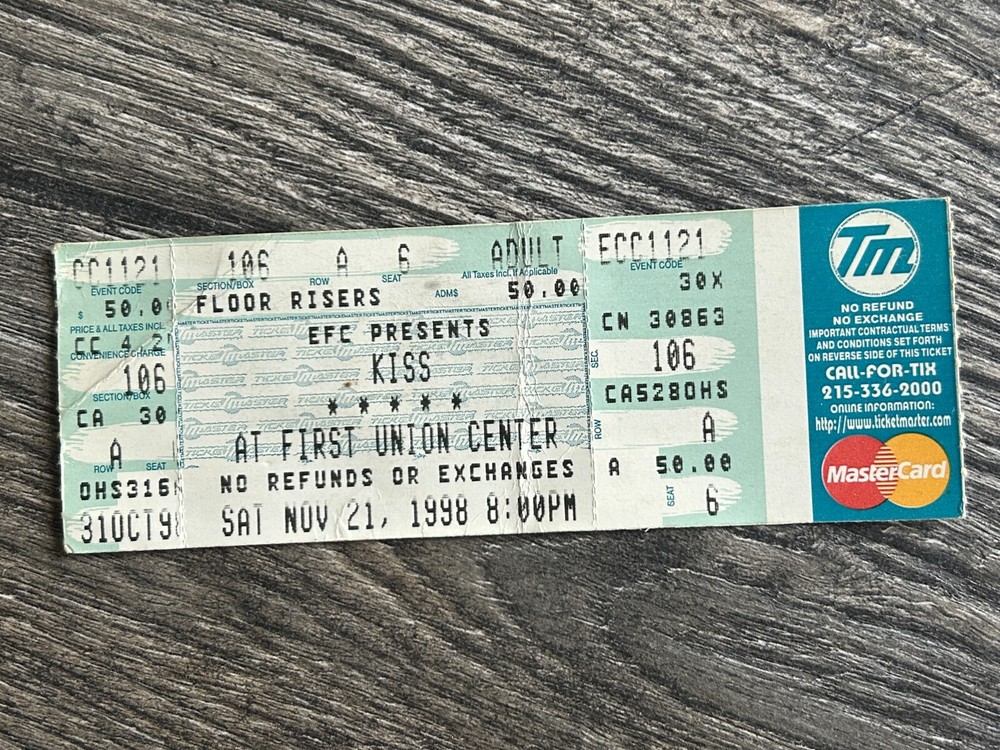 CC1121
EVENT CODE
$ 50.0
PRICE & ALL TAXES INCL.
CC 4.2
CONVENIENCE CHARGE
106
SECTION/BOX
CA 30
A
ROW SEAT
OHS316
31OCT9
106 A 6 ADULT
SECTION/BOX ROW SEAT All Taxes Incl. If Applicable
FLOOR RISERS ADM$ 50.00
EFC PRESENTS
KISS
* * * * *
AT FIRST UNION CENTER
NO REFUNDS OR EXCHANGES
SAT NOV 21, 1998 8:00PM
ECC1121
EVENT CODE
30X
CN 30863
SEC. 106
CA528OHS
ROW A
A 50.00
SEAT 6
TM
NO REFUND
NO EXCHANGE
IMPORTANT CONTRACTUAL TERMS
AND CONDITIONS SET FORTH
ON REVERSE SIDE OF THIS TICKET
CALL-FOR-TIX
215-336-2000
ONLINE INFORMATION:
http://www.ticketmaster.com
MasterCard